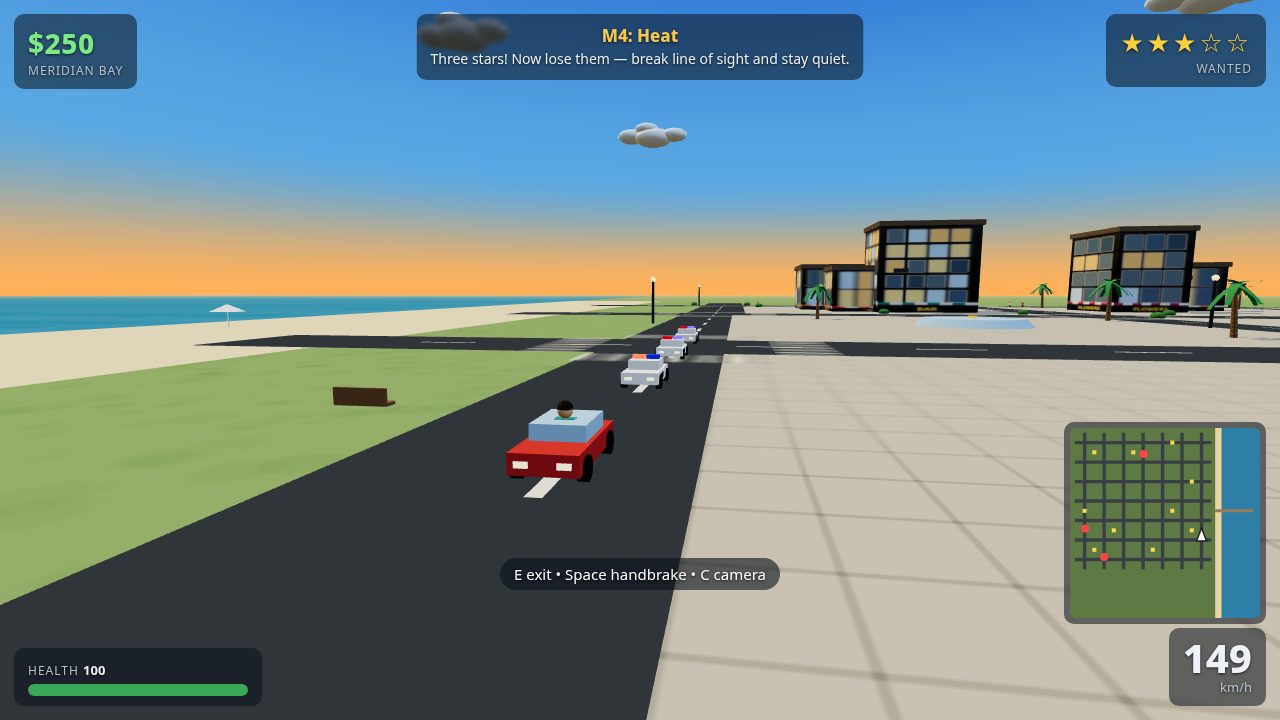 $250
MERIDIAN BAY
M4: Heat
Three stars! Now lose them — break line of sight and stay quiet.
★★★☆☆
WANTED
FLOWERS
E exit • Space handbrake • C camera
HEALTH 100
149
km/h